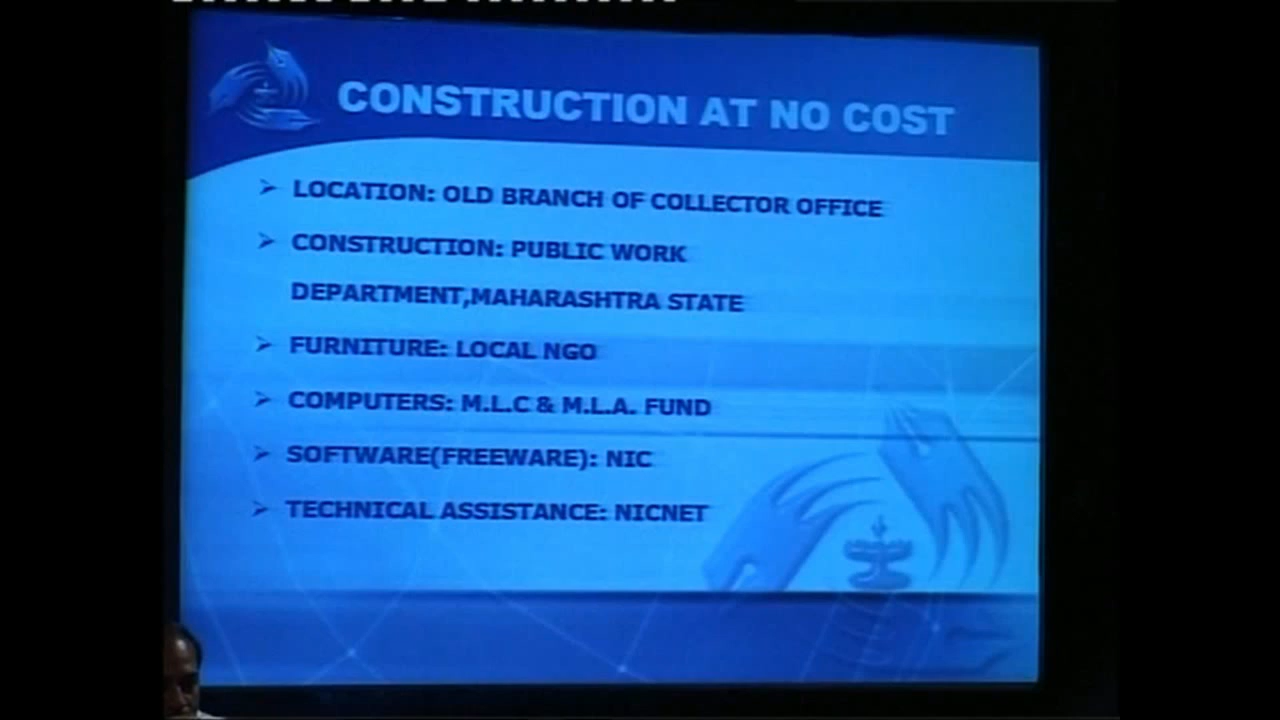 CONSTRUCTION AT NO COST
➢ LOCATION: OLD BRANCH OF COLLECTOR OFFICE
➢ CONSTRUCTION: PUBLIC WORK
DEPARTMENT,MAHARASHTRA STATE
➢ FURNITURE: LOCAL NGO
➢ COMPUTERS: M.L.C & M.L.A. FUND
➢ SOFTWARE(FREEWARE): NIC
➢ TECHNICAL ASSISTANCE: NICNET